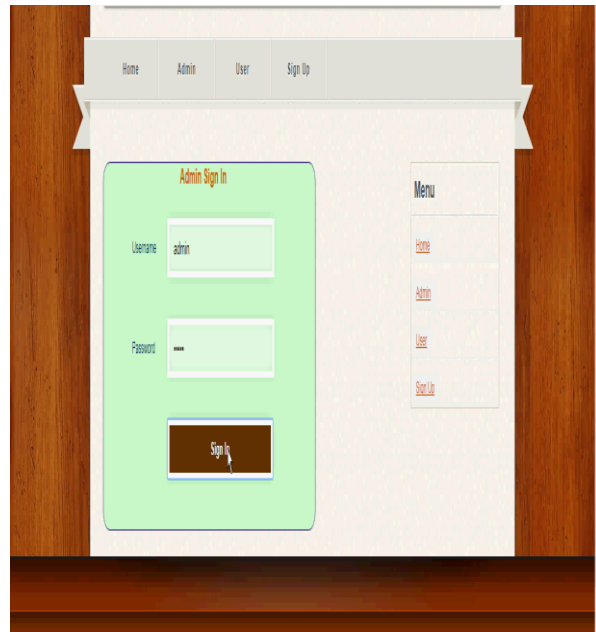 Home Admin User Sign Up
Admin Sign In
Username admin
Password
Sign In
Menu
Home
Admin
User
Sign Up